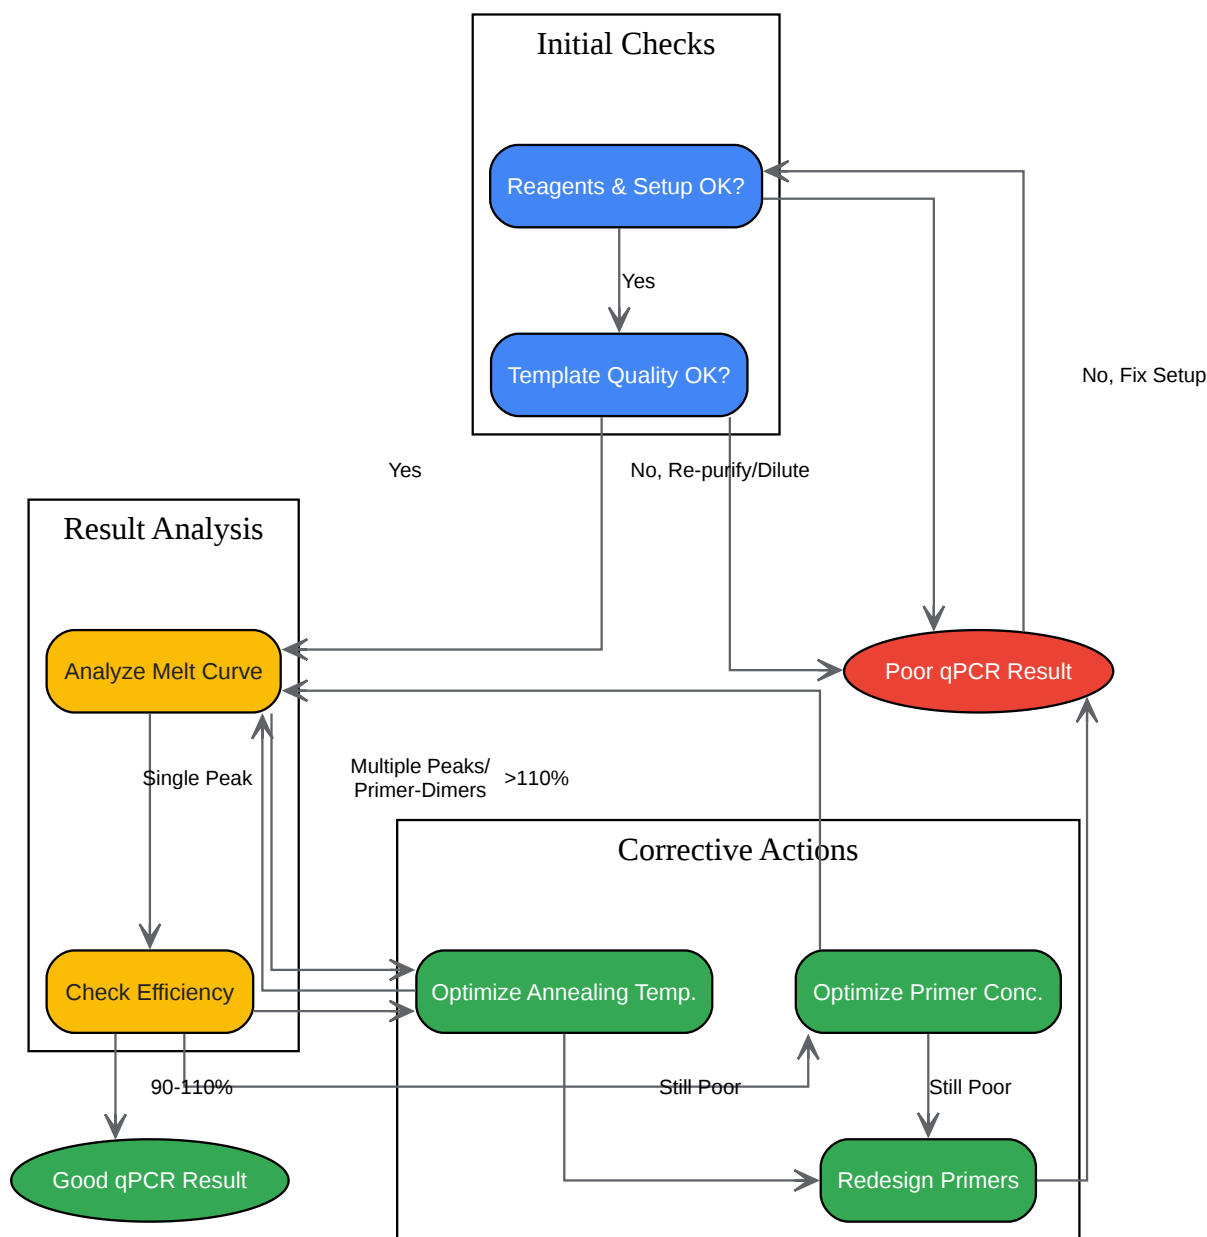 Initial Checks
Reagents & Setup OK?
Yes
Template Quality OK?
No, Fix Setup
Yes
No, Re-purify/Dilute
Result Analysis
Analyze Melt Curve
Poor qPCR Result
Single Peak
Multiple Peaks/
Primer-Dimers
>110%
Corrective Actions
Check Efficiency
Optimize Annealing Temp.
Optimize Primer Conc.
90-110%
Still Poor
Still Poor
Good qPCR Result
Redesign Primers